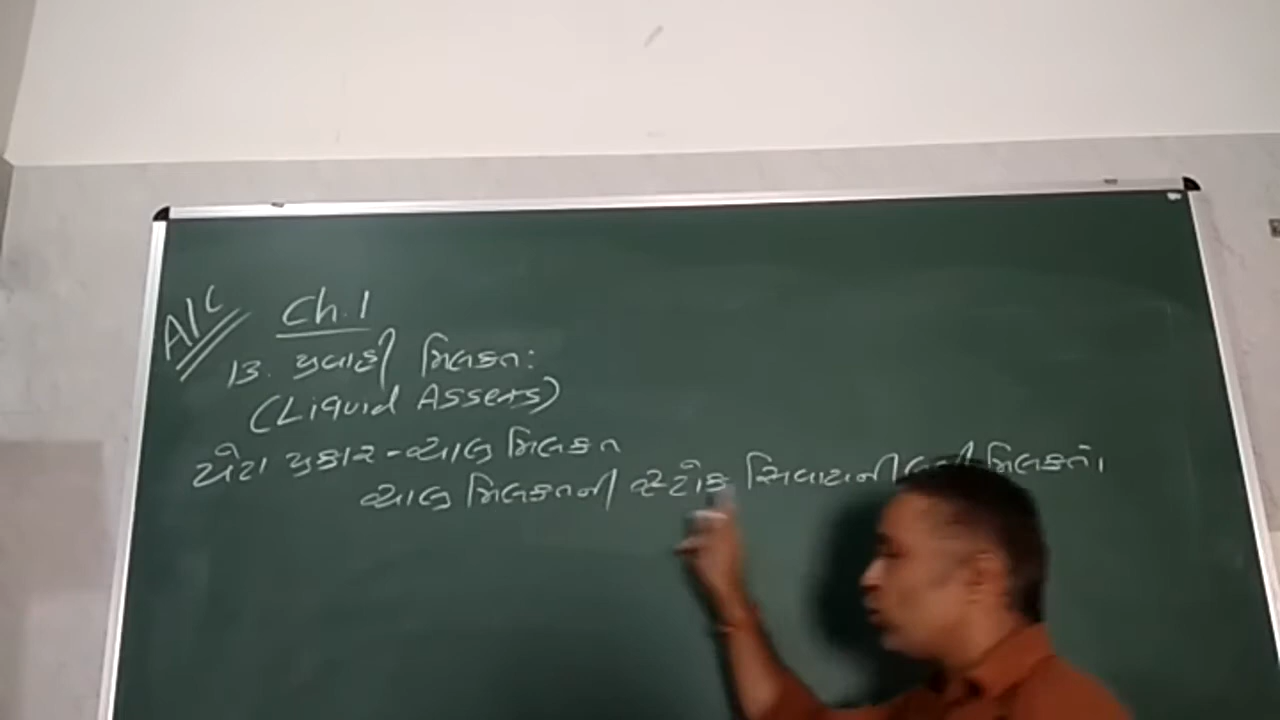 A/C
Ch.1
13. પ્રવાહી મિલકત:
(Liquid Assets)
પેટા પ્રકાર - ચાલુ મિલકત
ચાલુ મિલકતની સ્ટોક સિવાયની મિલકતો